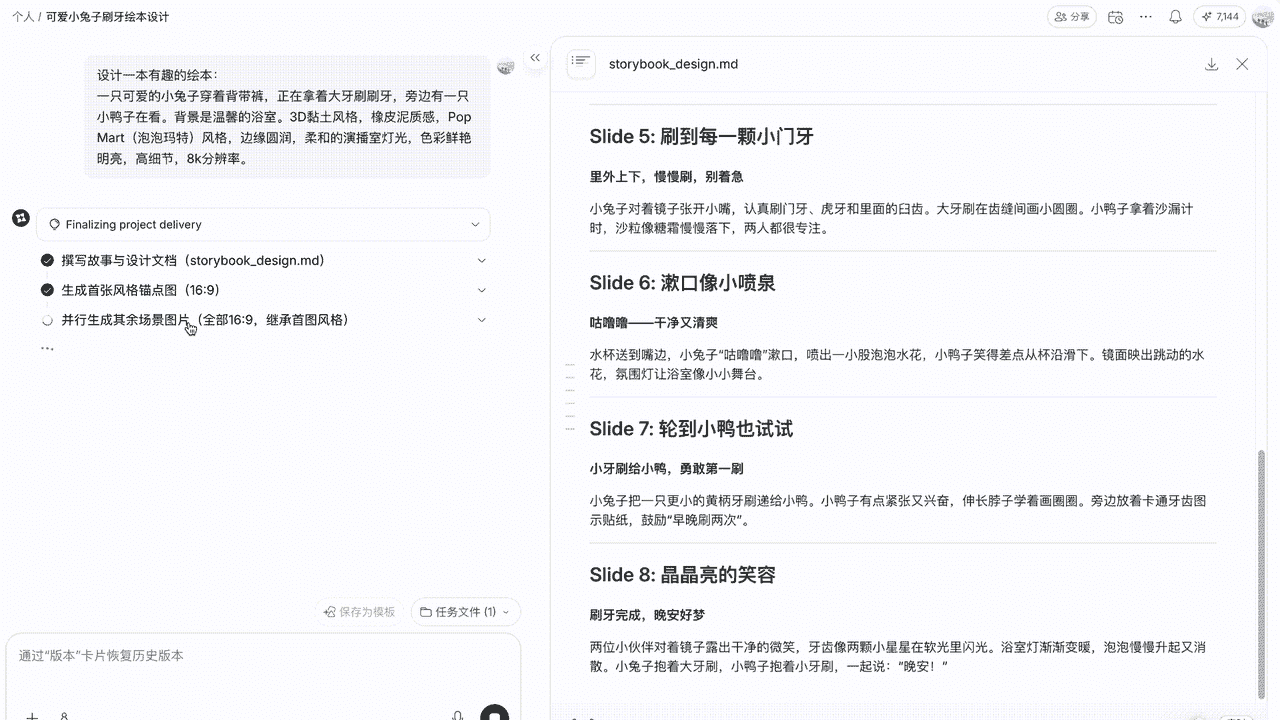 个人 / 可爱小兔子刷牙绘本设计
分享
7,144
设计一本有趣的绘本：
一只可爱的小兔子穿着背带裤，正在拿着大牙刷刷牙，旁边有一只
小鸭子在看。背景是温馨的浴室。3D黏土风格，橡皮泥质感，Pop
Mart（泡泡玛特）风格，边缘圆润，柔和的演播室灯光，色彩鲜艳
明亮，高细节，8k分辨率。
Finalizing project delivery
撰写故事与设计文档（storybook_design.md）
生成首张风格锚点图（16:9）
并行生成其余场景图片（全部16:9，继承首图风格）
保存为模板
任务文件 (1)
通过“版本”卡片恢复历史版本
storybook_design.md
Slide 5: 刷到每一颗小门牙
里外上下，慢慢刷，别着急
小兔子对着镜子张开小嘴，认真刷门牙、虎牙和里面的臼齿。大牙刷在齿缝间画小圆圈。小鸭子拿着沙漏计
时，沙粒像糖霜慢慢落下，两人都很专注。
Slide 6: 漱口像小喷泉
咕噜噜——干净又清爽
水杯送到嘴边，小兔子“咕噜噜”漱口，喷出一小股泡泡水花，小鸭子笑得差点从杯沿滑下。镜面映出跳动的水
花，氛围灯让浴室像小小舞台。
Slide 7: 轮到小鸭也试试
小牙刷给小鸭，勇敢第一刷
小兔子把一只更小的黄柄牙刷递给小鸭。小鸭子有点紧张又兴奋，伸长脖子学着画圈圈。旁边放着卡通牙齿图
示贴纸，鼓励“早晚刷两次”。
Slide 8: 晶晶亮的笑容
刷牙完成，晚安好梦
两位小伙伴对着镜子露出干净的微笑，牙齿像两颗小星星在软光里闪光。浴室灯渐渐变暖，泡泡慢慢升起又消
散。小兔子抱着大牙刷，小鸭子抱着小牙刷，一起说：“晚安！”